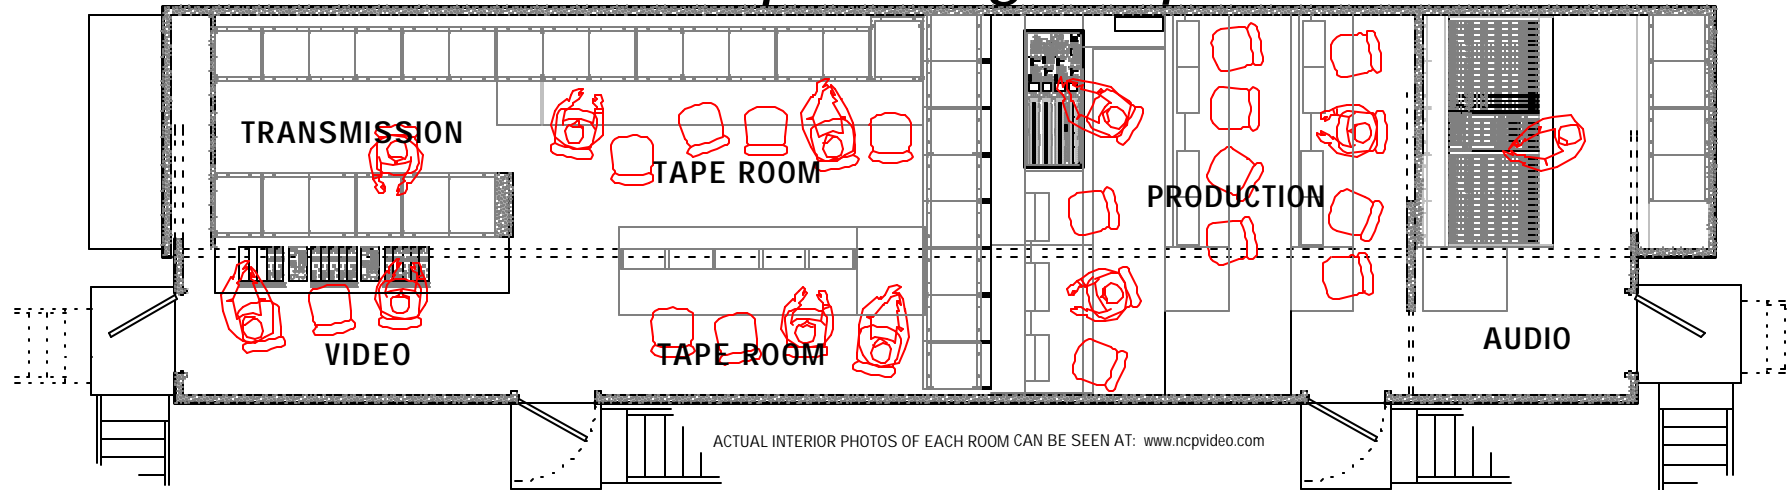 TRANSMISSION
TAPE ROOM
PRODUCTION
VIDEO
TAPE ROOM
AUDIO
ACTUAL INTERIOR PHOTOS OF EACH ROOM CAN BE SEEN AT: www.ncpvideo.com